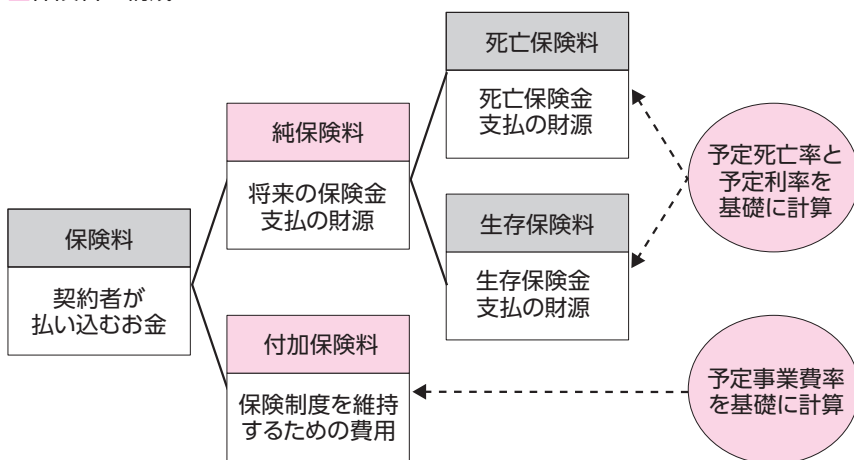 死亡保険料
死亡保険金
支払の財源
純保険料
将来の保険金
支払の財源
予定死亡率と
予定利率を
基礎に計算
保険料
契約者が
払い込むお金
生存保険料
生存保険金
支払の財源
付加保険料
保険制度を維持
するための費用
予定事業費率
を基礎に計算